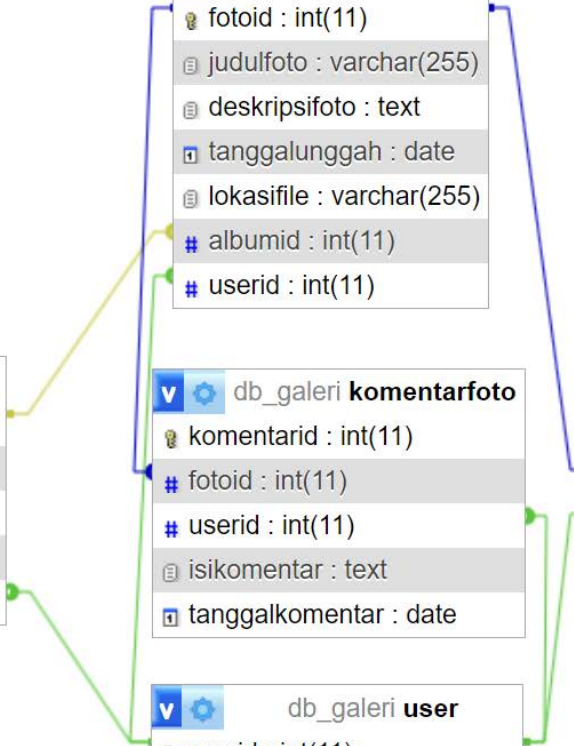 fotoid : int(11)
judulfoto : varchar(255)
deskripsifoto : text
tanggalunggah : date
lokasifile : varchar(255)
# albumid : int(11)
# userid : int(11)
v db_galeri komentarfoto
komentarid : int(11)
# fotoid : int(11)
# userid : int(11)
isikomentar : text
tanggalkomentar : date
v db_galeri user